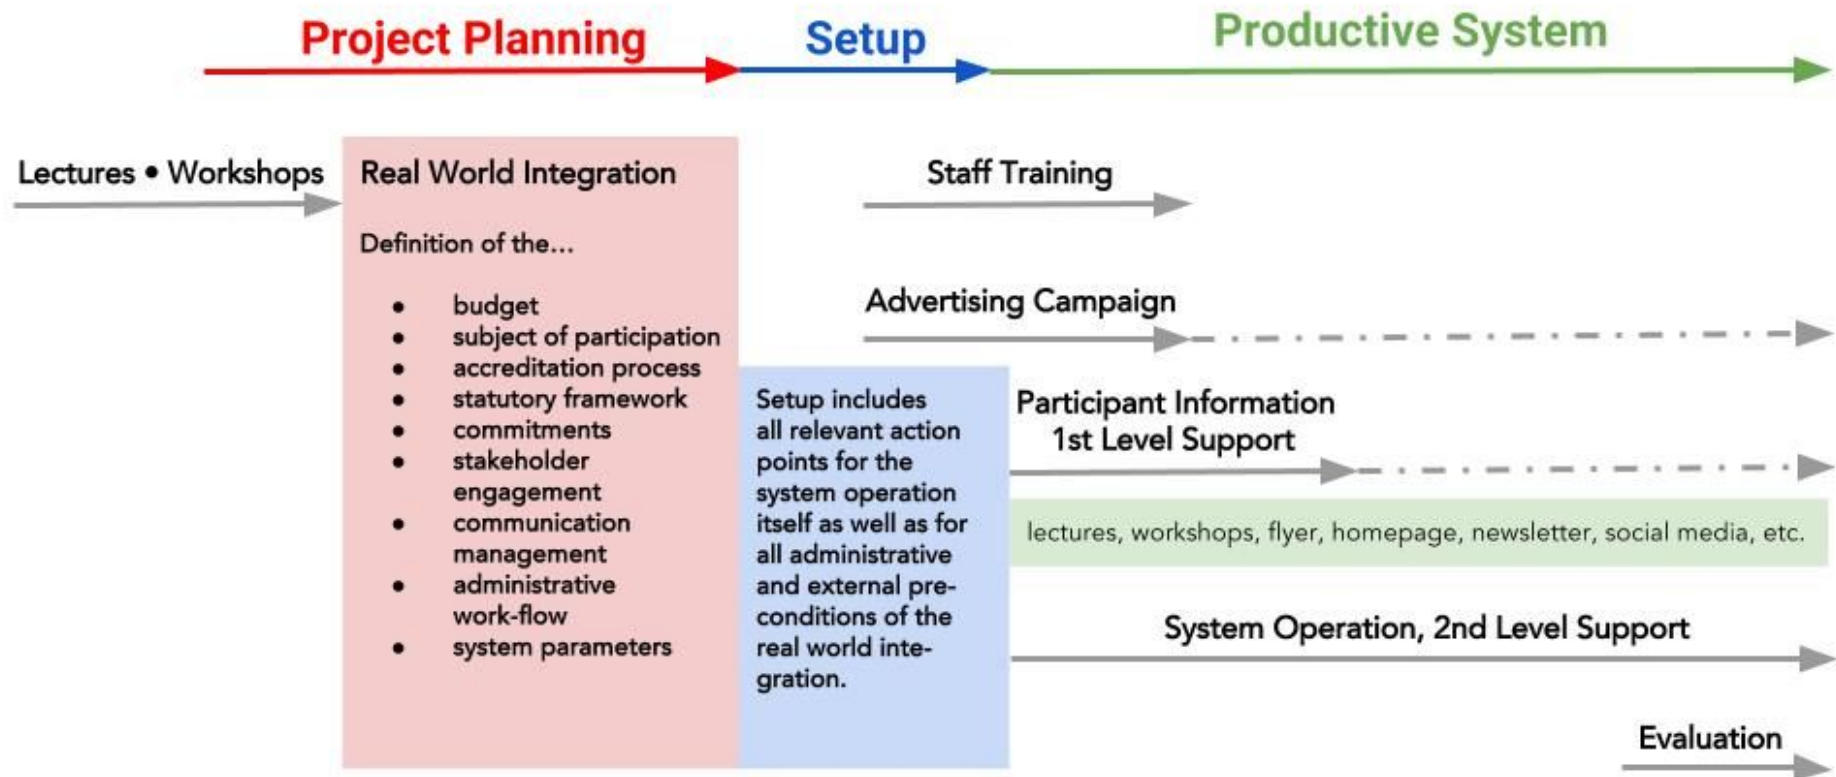 Project Planning
Setup
Productive System
Lectures • Workshops
Real World Integration
Definition of the…
● budget
● subject of participation
● accreditation process
● statutory framework
● commitments
● stakeholder
engagement
● communication
management
● administrative
work-flow
● system parameters
Setup includes
all relevant action
points for the
system operation
itself as well as for
all administrative
and external pre-
conditions of the
real world inte-
gration.
Staff Training
Advertising Campaign
Participant Information
1st Level Support
lectures, workshops, flyer, homepage, newsletter, social media, etc.
System Operation, 2nd Level Support
Evaluation